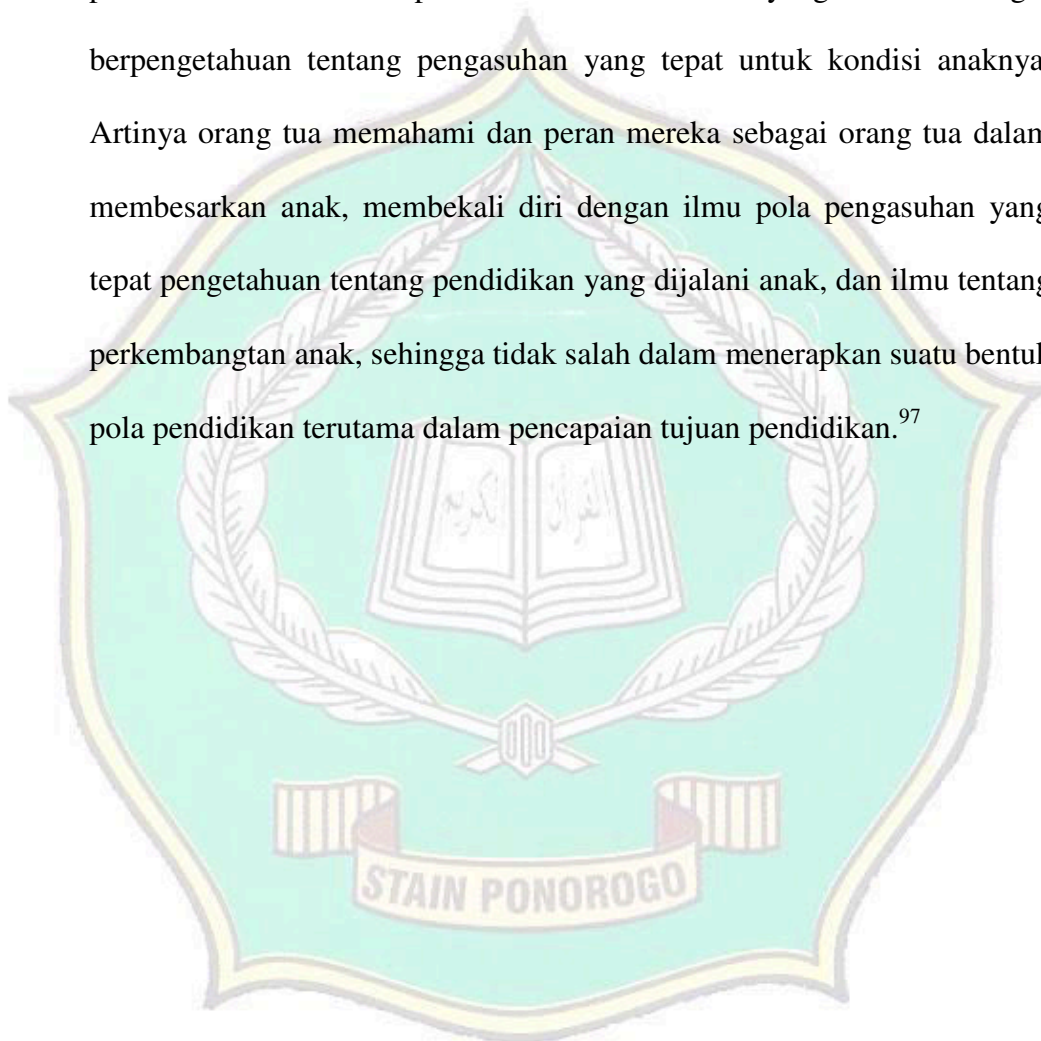 berpengetahuan tentang pengasuhan yang tepat untuk kondisi anaknya
Artinya orang tua memahami dan peran mereka sebagai orang tua dalam
membesarkan anak, membekali diri dengan ilmu pola pengasuhan yang
tepat pengetahuan tentang pendidikan yang dijalani anak, dan ilmu tentang
perkembangtan anak, sehingga tidak salah dalam menerapkan suatu bentuk
pola pendidikan terutama dalam pencapaian tujuan pendidikan.97
الكريم القرآن
STAIN PONOROGO